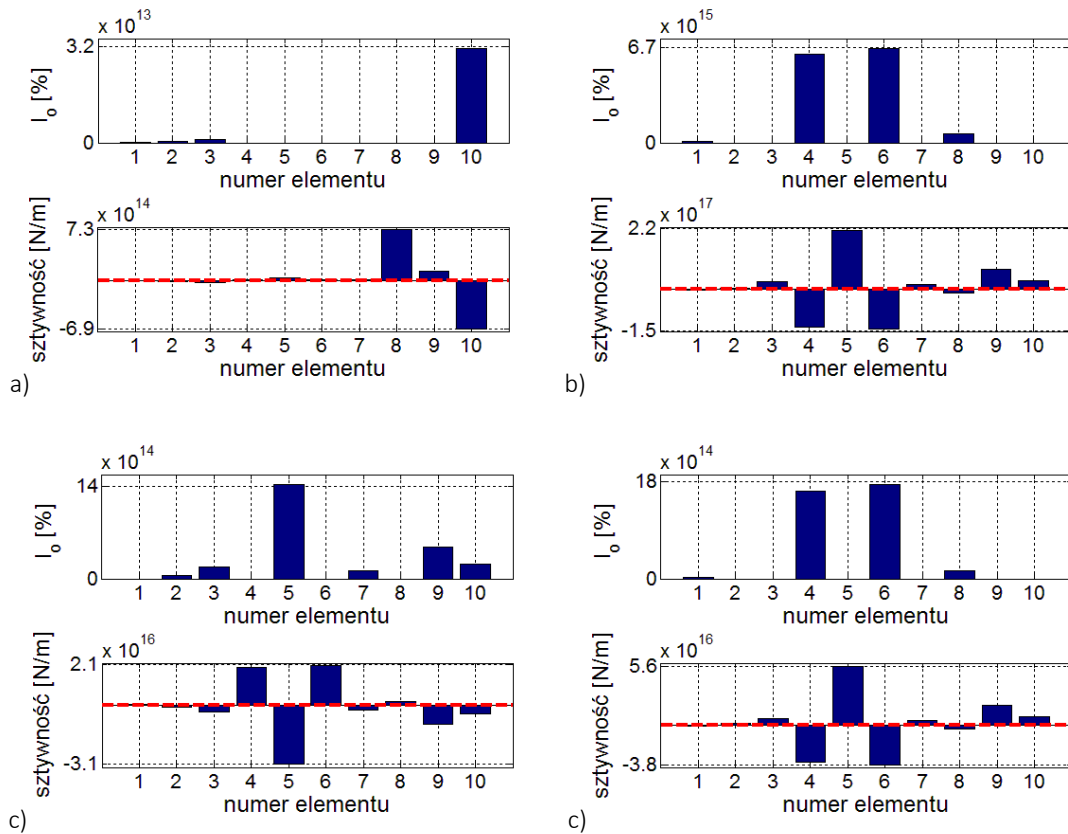 x 10^13
3.2
0
l_o [%]
1 2 3 4 5 6 7 8 9 10
numer elementu
x 10^14
7.3
-6.9
sztywność [N/m]
1 2 3 4 5 6 7 8 9 10
numer elementu
a)
x 10^15
6.7
0
l_o [%]
1 2 3 4 5 6 7 8 9 10
numer elementu
x 10^17
2.2
-1.5
sztywność [N/m]
1 2 3 4 5 6 7 8 9 10
numer elementu
b)
x 10^14
14
0
l_o [%]
1 2 3 4 5 6 7 8 9 10
numer elementu
x 10^16
2.1
-3.1
sztywność [N/m]
1 2 3 4 5 6 7 8 9 10
numer elementu
c)
x 10^14
18
0
l_o [%]
1 2 3 4 5 6 7 8 9 10
numer elementu
x 10^16
5.6
-3.8
sztywność [N/m]
1 2 3 4 5 6 7 8 9 10
numer elementu
c)